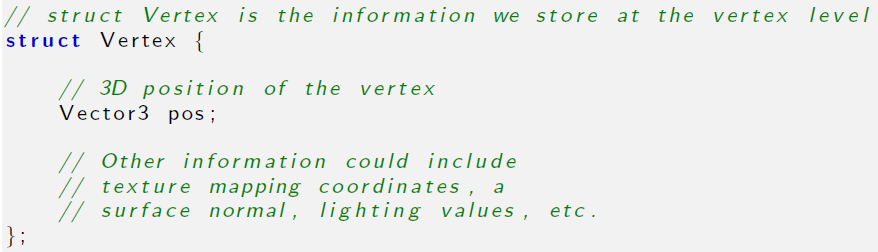 // struct Vertex is the information we store at the vertex level
struct Vertex {
// 3D position of the vertex
Vector3 pos;
// Other information could include
// texture mapping coordinates, a
// surface normal, lighting values, etc.
};